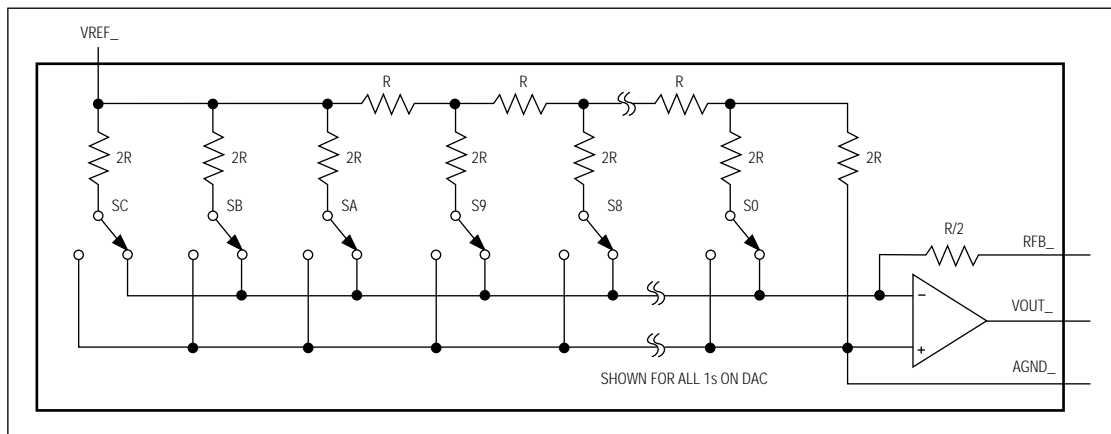 VREF_
R R R
2R 2R 2R 2R 2R 2R 2R
SC SB SA S9 S8 S0
R/2
RFB_
−
VOUT_
+
AGND_
SHOWN FOR ALL 1s ON DAC